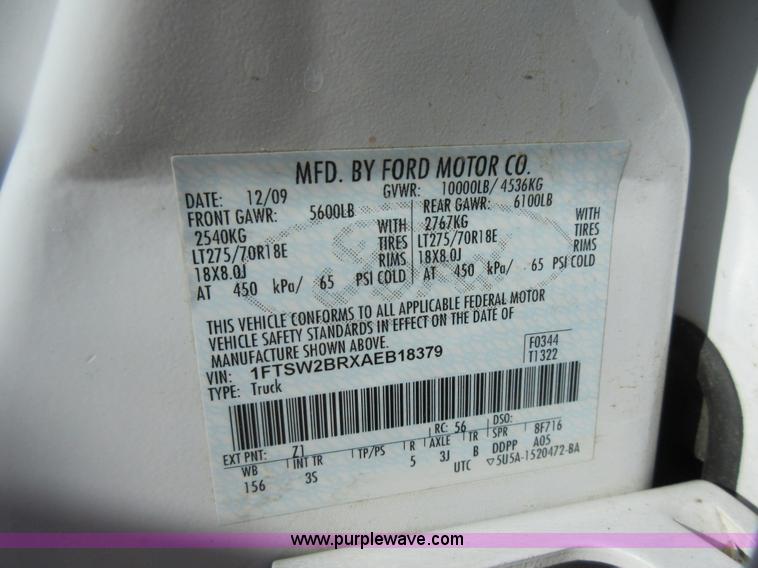 MFD. BY FORD MOTOR CO.
DATE: 12/09 GVWR: 10000LB/ 4536KG
FRONT GAWR: 5600LB REAR GAWR: 6100LB
2540KG WITH 2767KG WITH
LT275/70R18E TIRES LT275/70R18E TIRES
18X8.0J RIMS 18X8.0J RIMS
AT 450 kPa/ 65 PSI COLD AT 450 kPa/ 65 PSI COLD
THIS VEHICLE CONFORMS TO ALL APPLICABLE FEDERAL MOTOR
VEHICLE SAFETY STANDARDS IN EFFECT ON THE DATE OF
MANUFACTURE SHOWN ABOVE.
VIN: 1FTSW2BRXAEB18379 F0344
TYPE: Truck T1322
EXT PNT: Z1 RC: 56 DSO:
WB INT TR TP/PS R AXLE TR SPR 8F716
156 3S 5 3J B DDPP A05
UTC ▽5U5A-1520472-BA
www.purplewave.com